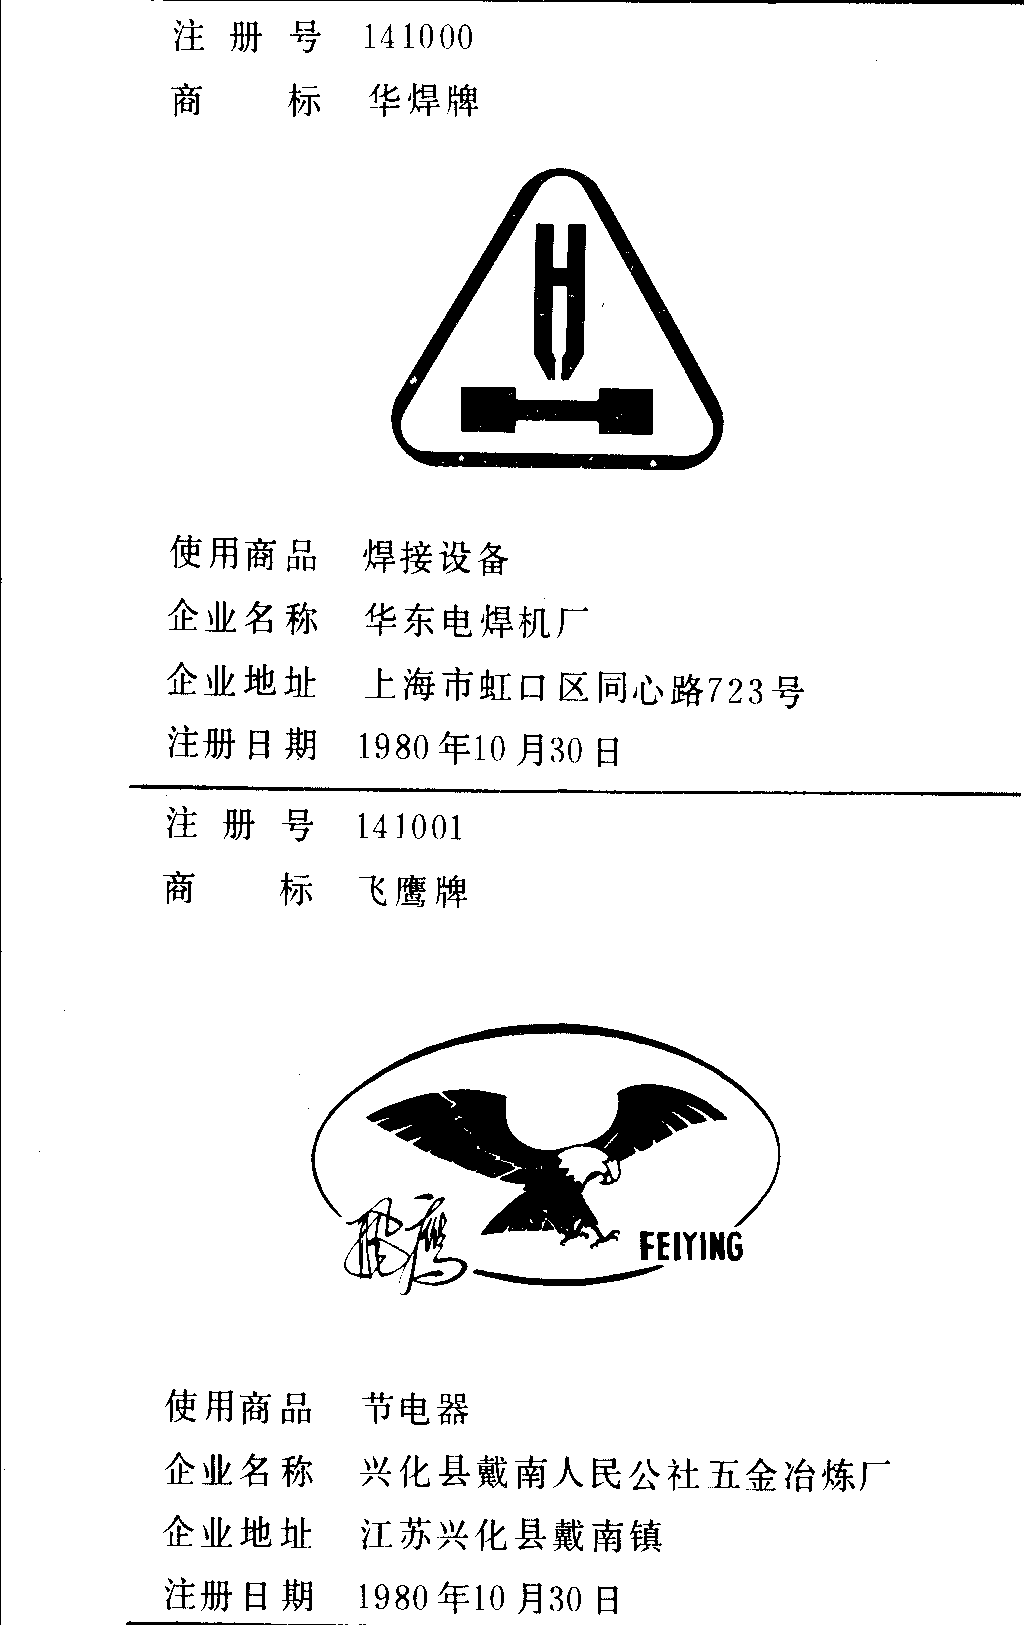 注册号 141000
商标 华焊牌
使用商品 焊接设备
企业名称 华东电焊机厂
企业地址 上海市虹口区同心路723号
注册日期 1980年10月30日
注册号 141001
商标 飞鹰牌
飛鹰
FEIYING
使用商品 节电器
企业名称 兴化县戴南人民公社五金冶炼厂
企业地址 江苏兴化县戴南镇
注册日期 1980年10月30日